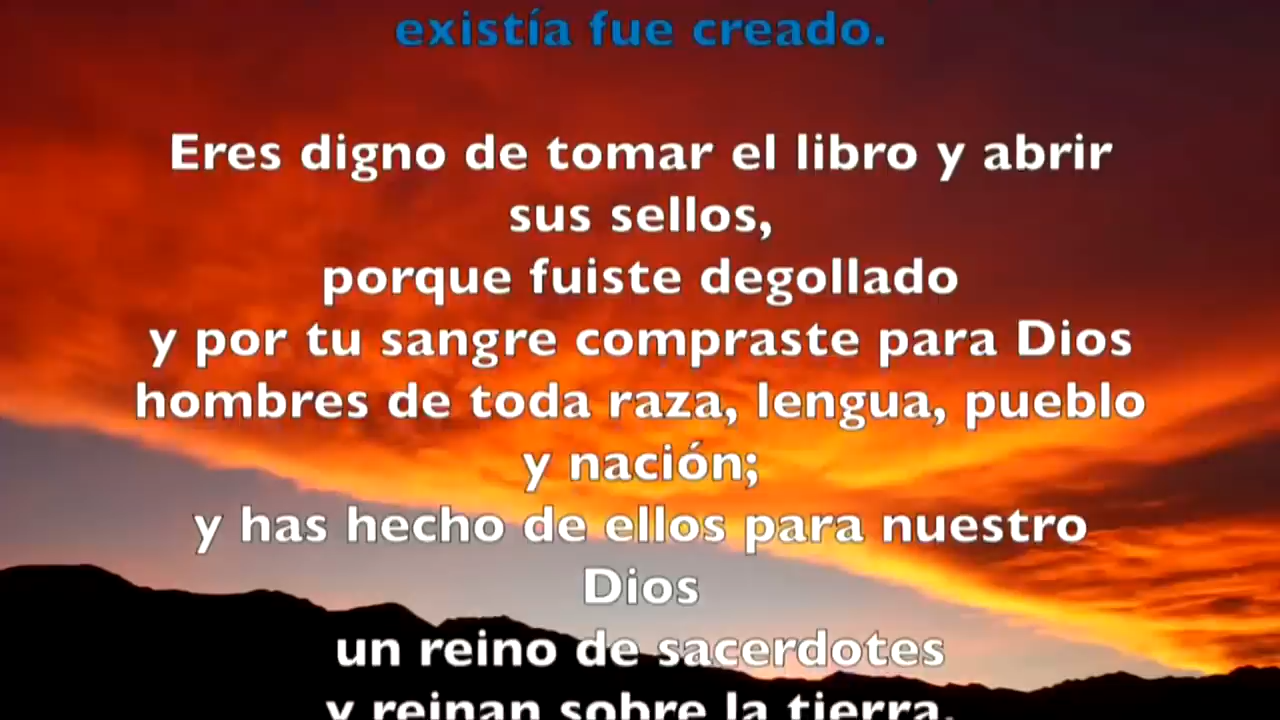 existía fue creado.
Eres digno de tomar el libro y abrir
sus sellos,
porque fuiste degollado
y por tu sangre compraste para Dios
hombres de toda raza, lengua, pueblo
y nación;
y has hecho de ellos para nuestro
Dios
un reino de sacerdotes
y reinan sobre la tierra.